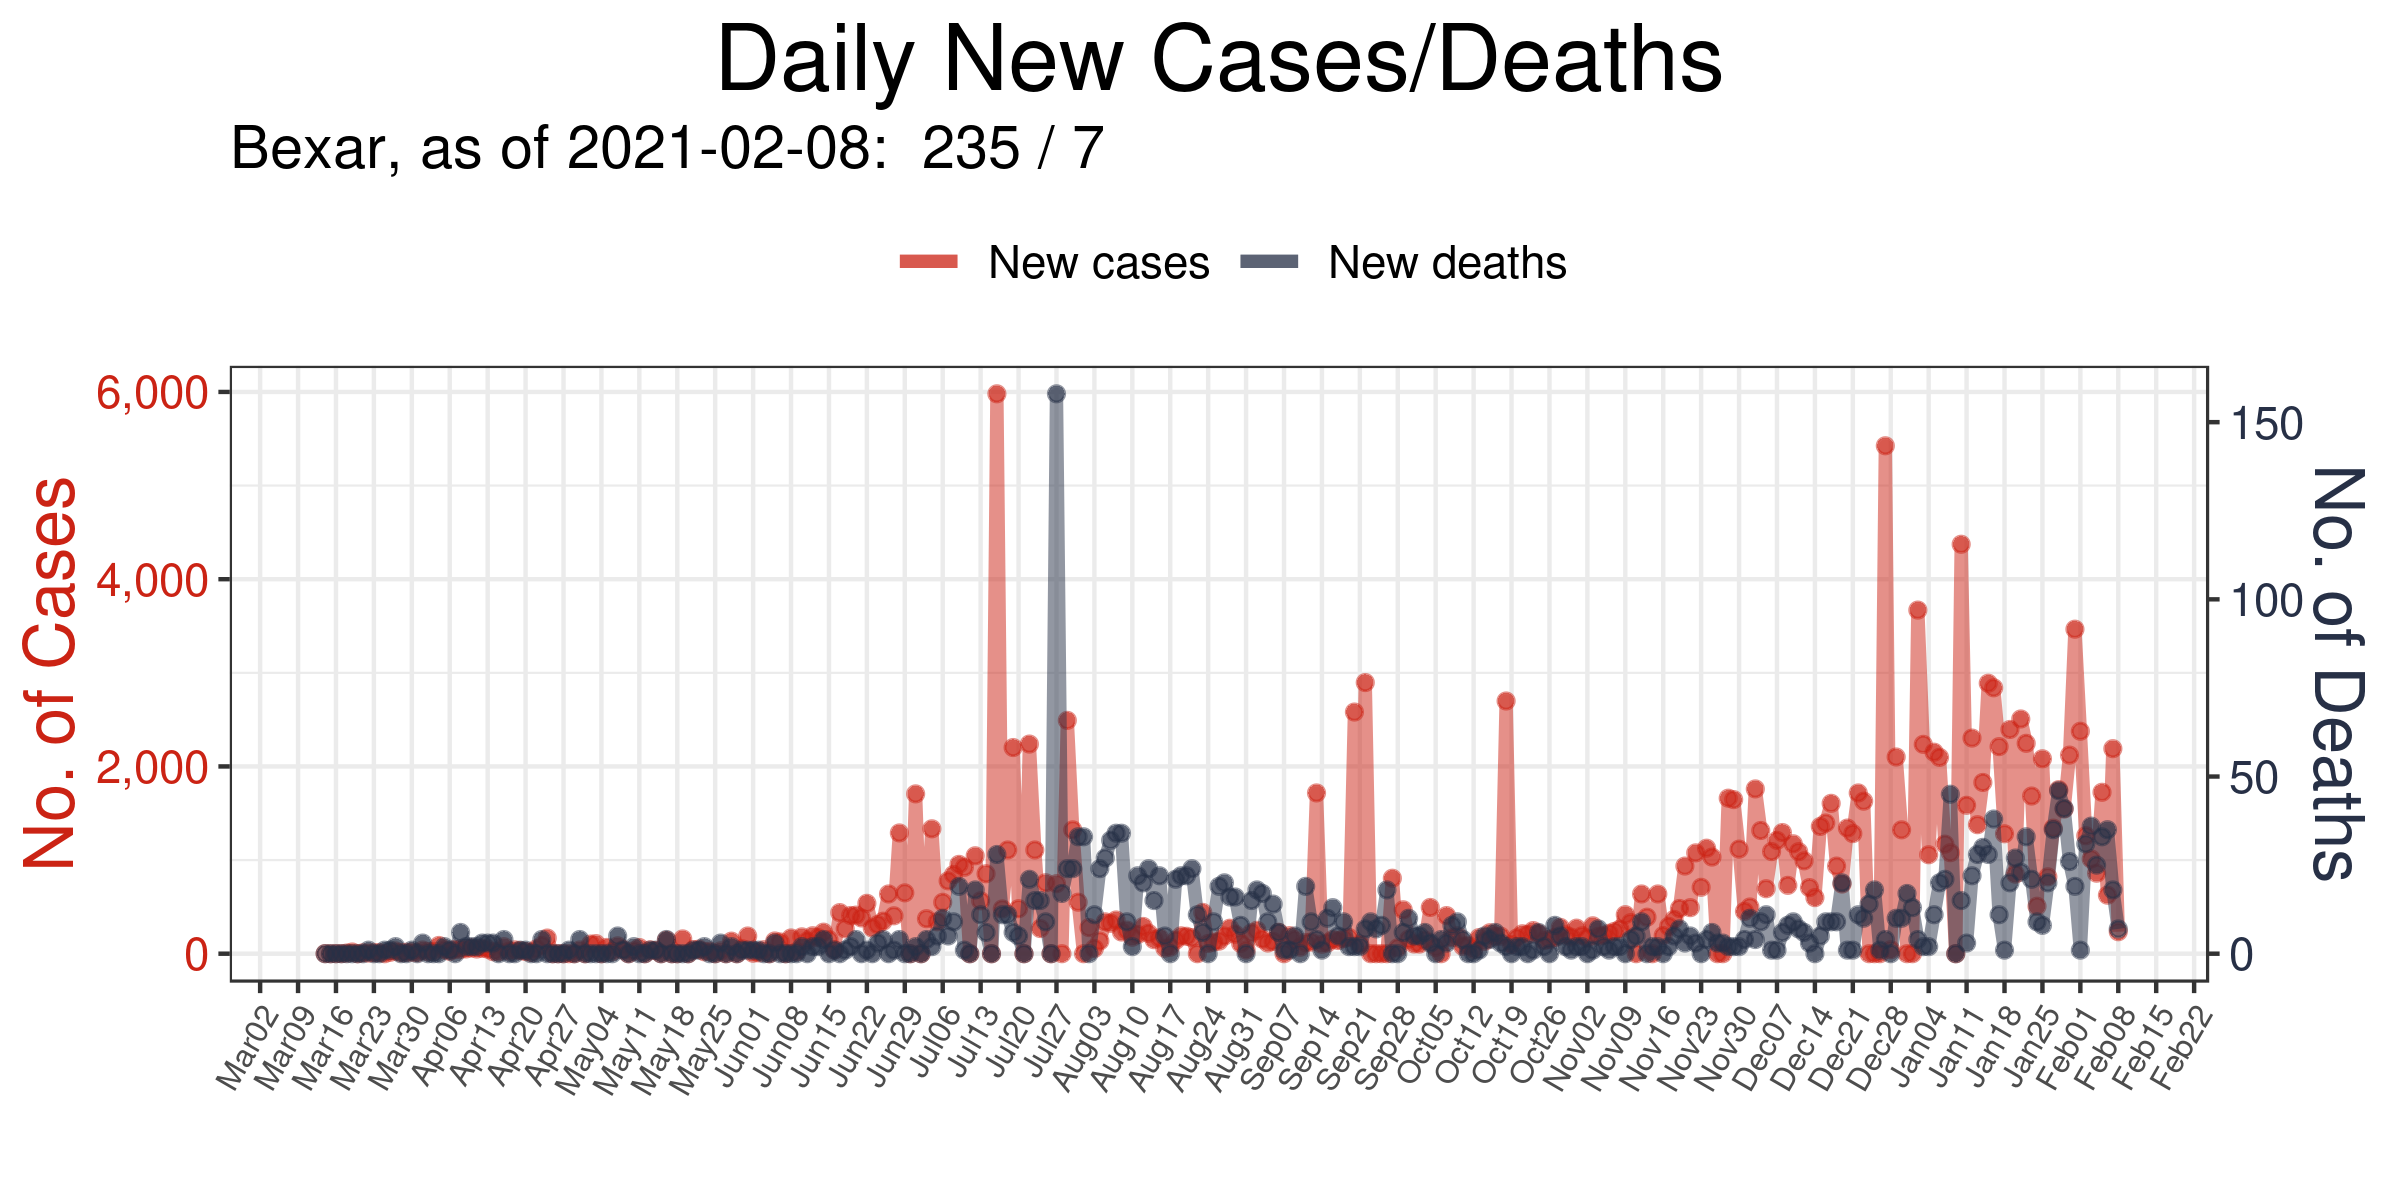 Daily New Cases/Deaths
Bexar, as of 2021-02-08:  235 / 7
New cases
New deaths
No. of Cases
6,000
4,000
2,000
0
150
100
50
0
No. of Deaths
Mar02
Mar09
Mar16
Mar23
Mar30
Apr06
Apr13
Apr20
Apr27
May04
May11
May18
May25
Jun01
Jun08
Jun15
Jun22
Jun29
Jul06
Jul13
Jul20
Jul27
Aug03
Aug10
Aug17
Aug24
Aug31
Sep07
Sep14
Sep21
Sep28
Oct05
Oct12
Oct19
Oct26
Nov02
Nov09
Nov16
Nov23
Nov30
Dec07
Dec14
Dec21
Dec28
Jan04
Jan11
Jan18
Jan25
Feb01
Feb08
Feb15
Feb22